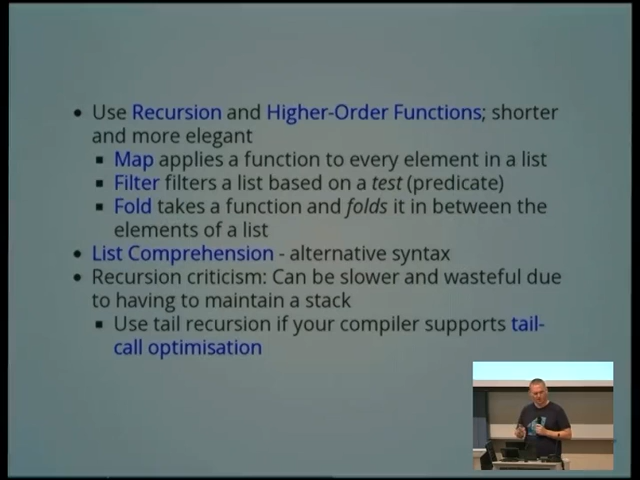 • Use Recursion and Higher-Order Functions; shorter
and more elegant
▪ Map applies a function to every element in a list
▪ Filter filters a list based on a test (predicate)
▪ Fold takes a function and folds it in between the
elements of a list
• List Comprehension - alternative syntax
• Recursion criticism: Can be slower and wasteful due
to having to maintain a stack
▪ Use tail recursion if your compiler supports tail-
call optimisation